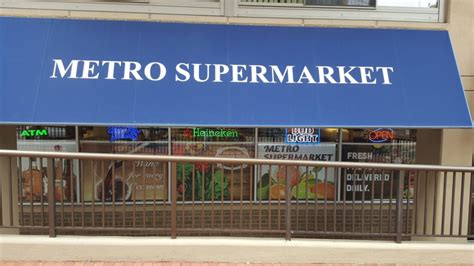 METRO SUPERMARKET
ATM
Heineken
BUD
LIGHT
OPEN
METRO
SUPERMARKET
FRESH
DELIVERED
DAILY.